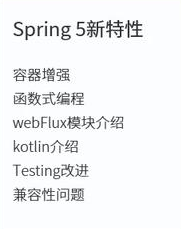 Spring 5新特性
容器增强
函数式编程
webFlux模块介绍
kotlin介绍
Testing改进
兼容性问题